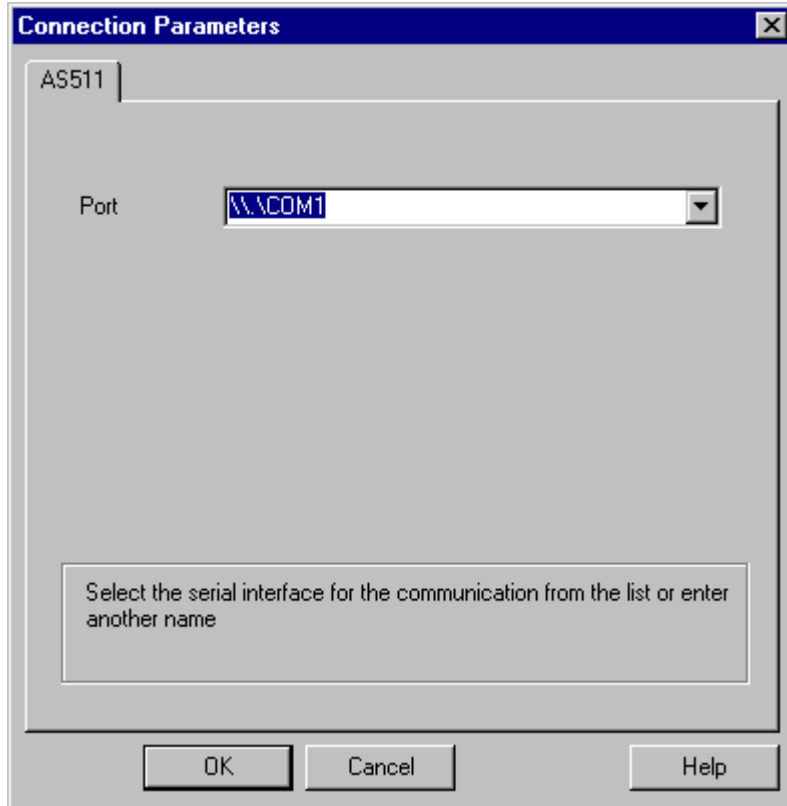 Connection Parameters
AS511
Port
\\.\COM1
Select the serial interface for the communication from the list or enter
another name
OK
Cancel
Help